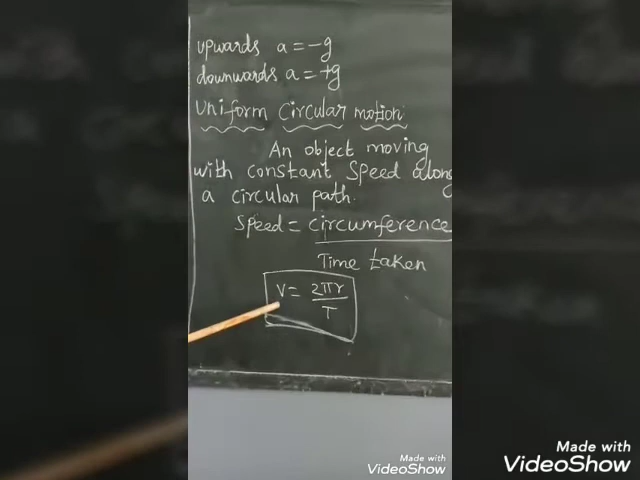 upwards a = -g
downwards a = +g
Uniform Circular motion:
An object moving
with constant Speed along
a circular path.
Speed = circumference
Time taken
V = 2πr
T
Made with
VideoShow
Made with
VideoShow